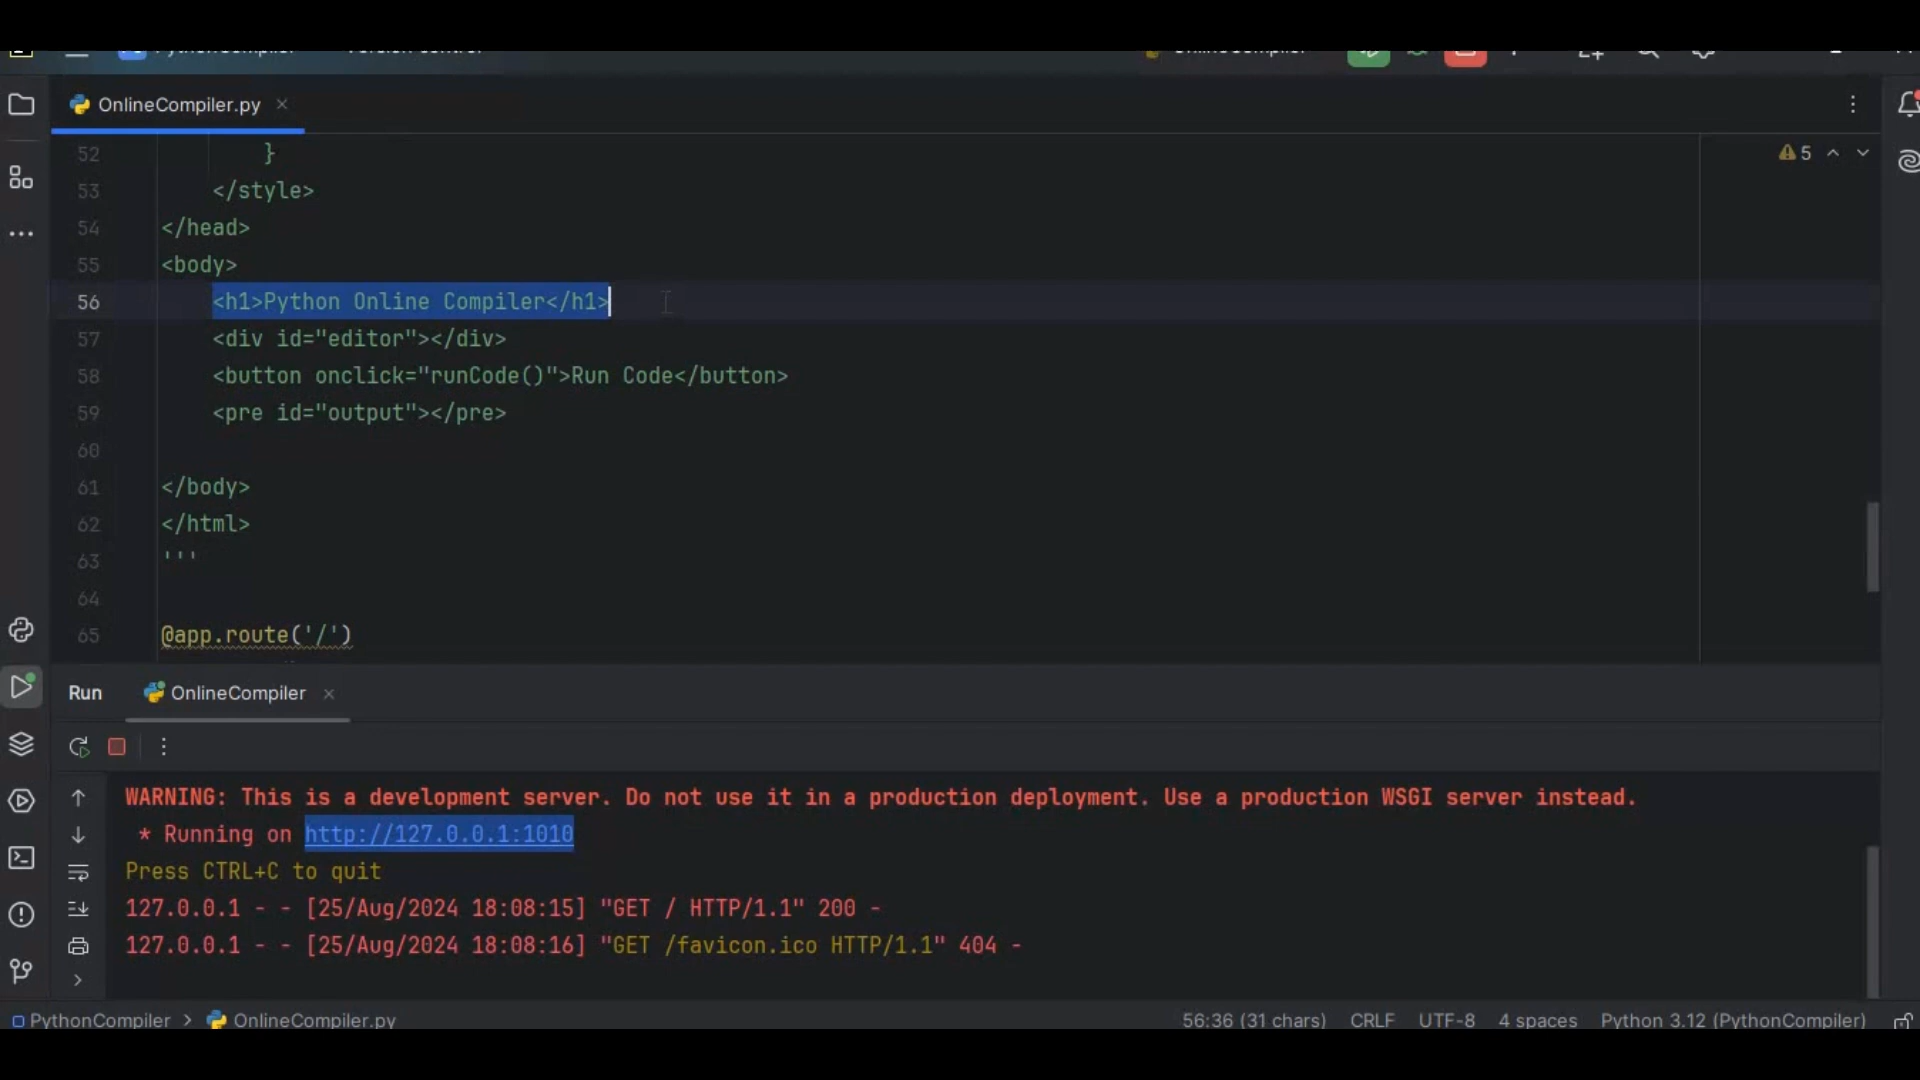 OnlineCompiler.py
5
52 }
53 </style>
54 </head>
55 <body>
56 <h1>Python Online Compiler</h1>
57 <div id="editor"></div>
58 <button onclick="runCode()">Run Code</button>
59 <pre id="output"></pre>
60
61 </body>
62 </html>
63 '''
64
65 @app.route('/')
Run OnlineCompiler
WARNING: This is a development server. Do not use it in a production deployment. Use a production WSGI server instead.
* Running on http://127.0.0.1:1010
Press CTRL+C to quit
127.0.0.1 - - [25/Aug/2024 18:08:15] "GET / HTTP/1.1" 200 -
127.0.0.1 - - [25/Aug/2024 18:08:16] "GET /favicon.ico HTTP/1.1" 404 -
PythonCompiler > OnlineCompiler.py 56:36 (31 chars) CRLF UTF-8 4 spaces Python 3.12 (PythonCompiler)